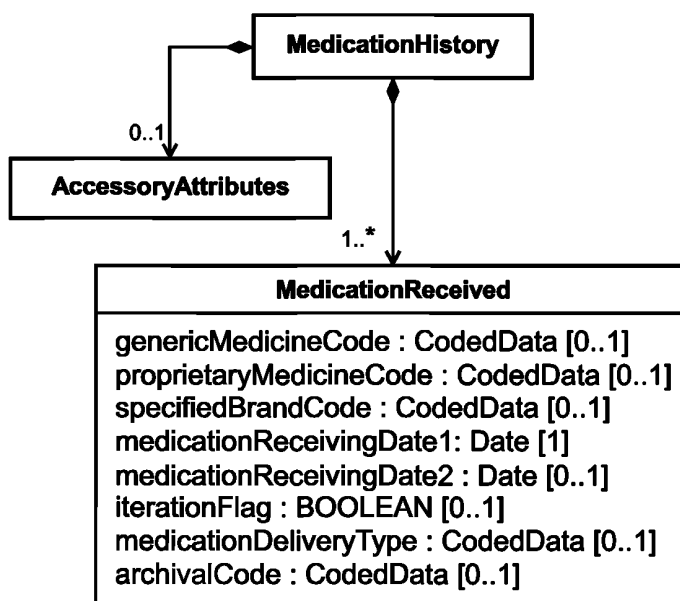 MedicationHistory
0..1
AccessoryAttributes
1..*
MedicationReceived
genericMedicineCode : CodedData [0..1]
proprietaryMedicineCode : CodedData [0..1]
specifiedBrandCode : CodedData [0..1]
medicationReceivingDate1: Date [1]
medicationReceivingDate2 : Date [0..1]
iterationFlag : BOOLEAN [0..1]
medicationDeliveryType : CodedData [0..1]
archivalCode : CodedData [0..1]